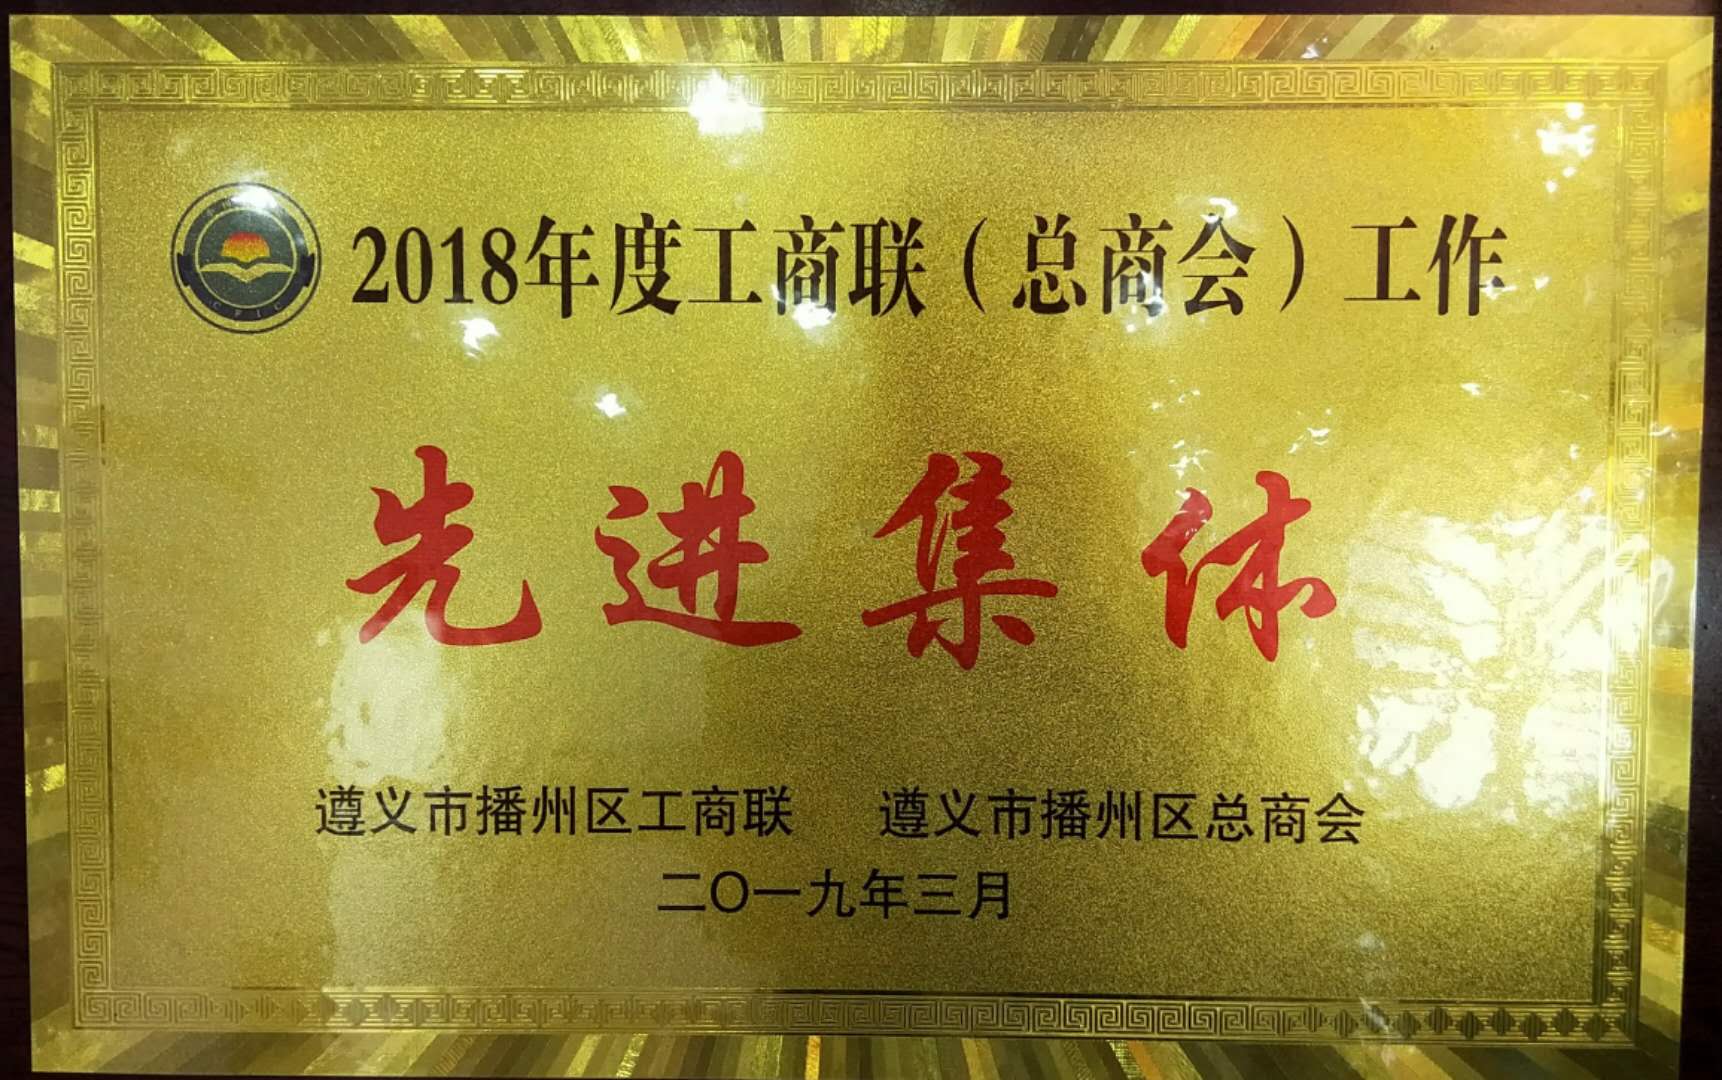 2018年度工商联（总商会）工作
先进集体
遵义市播州区工商联 遵义市播州区总商会
二〇一九年三月
CFIC